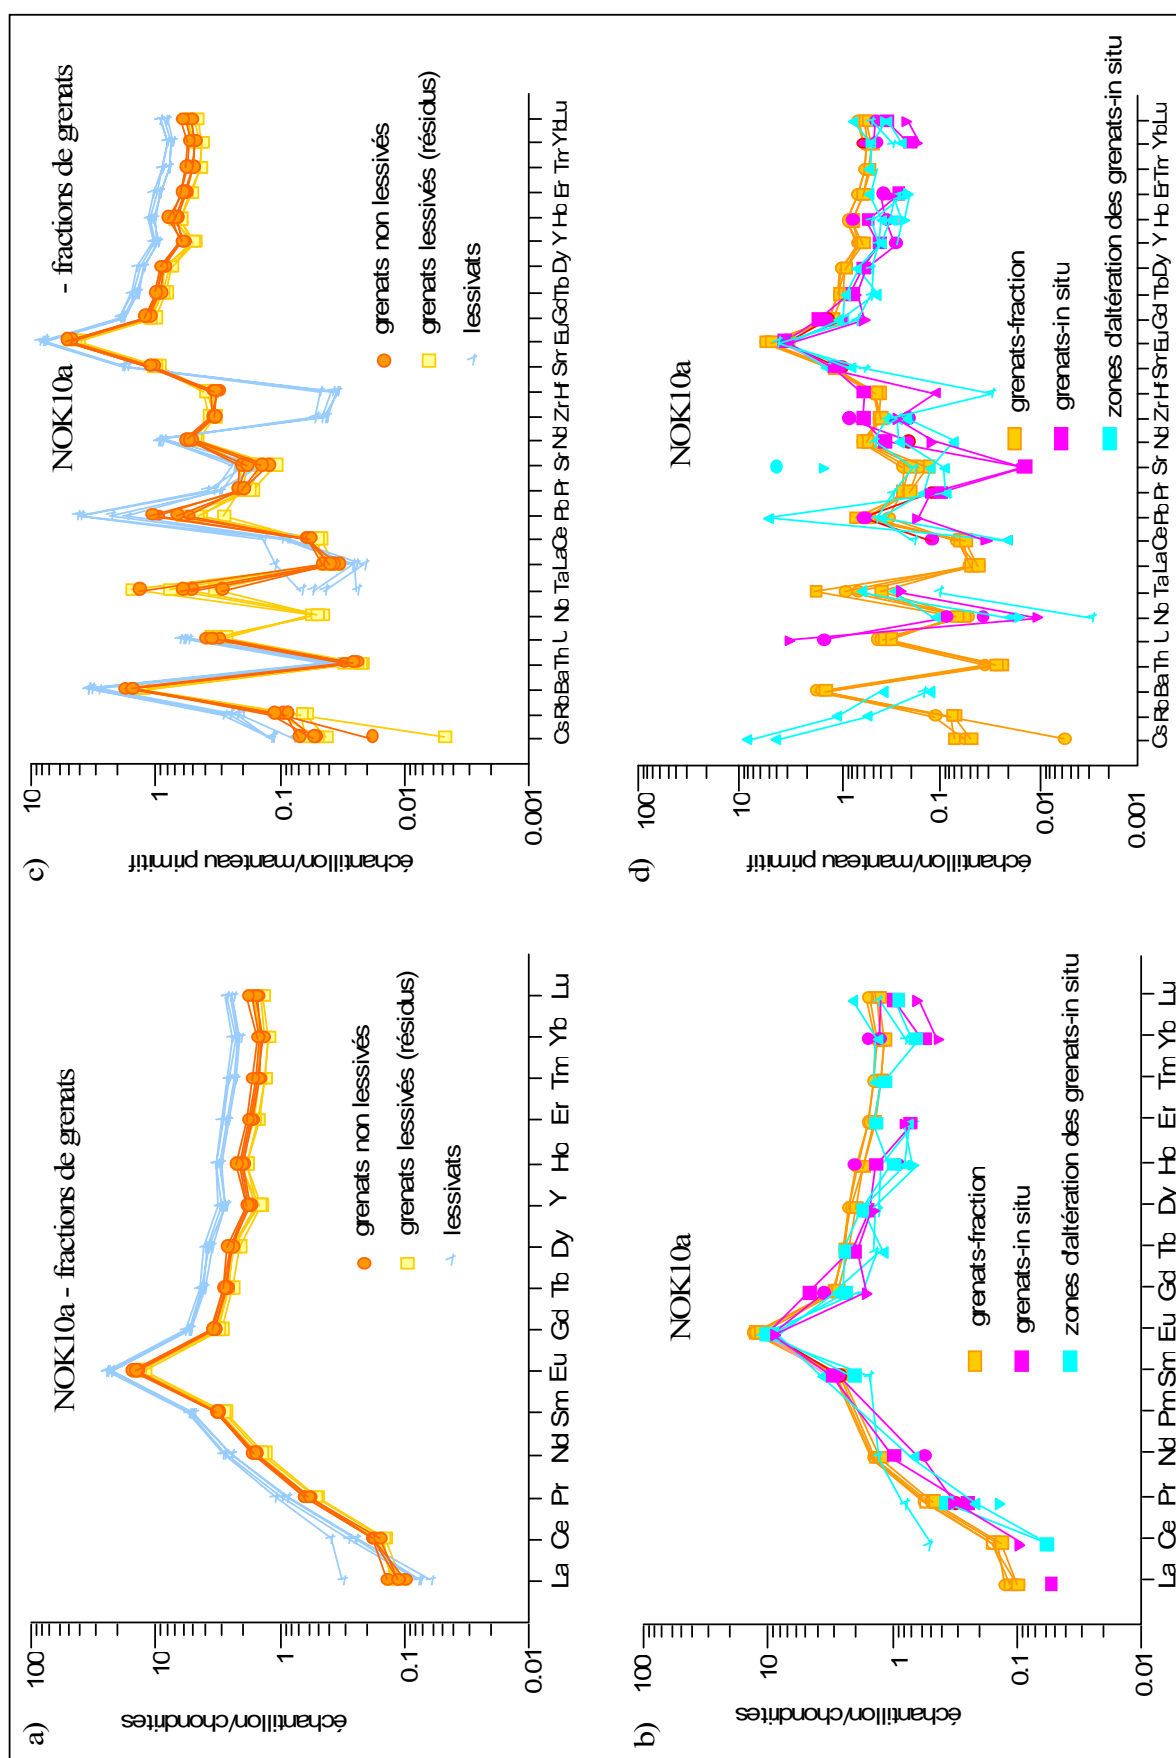 a)
NOK10a - fractions de grenats
échantillon/chondrites
100
10
1
0.1
0.01
La Ce Pr Nd Sm Eu Gd Tb Dy Y Ho Er Tm Yb Lu
grenats non lessivés
grenats lessivés (résidus)
lessivats
c)
NOK10a - fractions de grenats
échantillon/manteau primitif
10
1
0.1
0.01
0.001
Cs Rb Ba Th U Nb Ta La Ce Pb Pr Sr Nd Zr Hf Sm Eu Gd Tb Dy Y Ho Er Tm Yb Lu
grenats non lessivés
grenats lessivés (résidus)
lessivats
b)
NOK10a
échantillon/chondrites
100
10
1
0.1
0.01
La Ce Pr Nd Pm Sm Eu Gd Tb Dy Ho Er Tm Yb Lu
grenats-fraction
grenats-in situ
zones d'altération des grenats-in situ
d)
NOK10a
échantillon/manteau primitif
100
10
1
0.1
0.01
0.001
Cs Rb Ba Th U Nb Ta La Ce Pb Pr Sr Nd Zr Hf Sm Eu Gd Tb Dy Y Ho Er Tm Yb Lu
grenats-fraction
grenats-in situ
zones d'altération des grenats-in situ